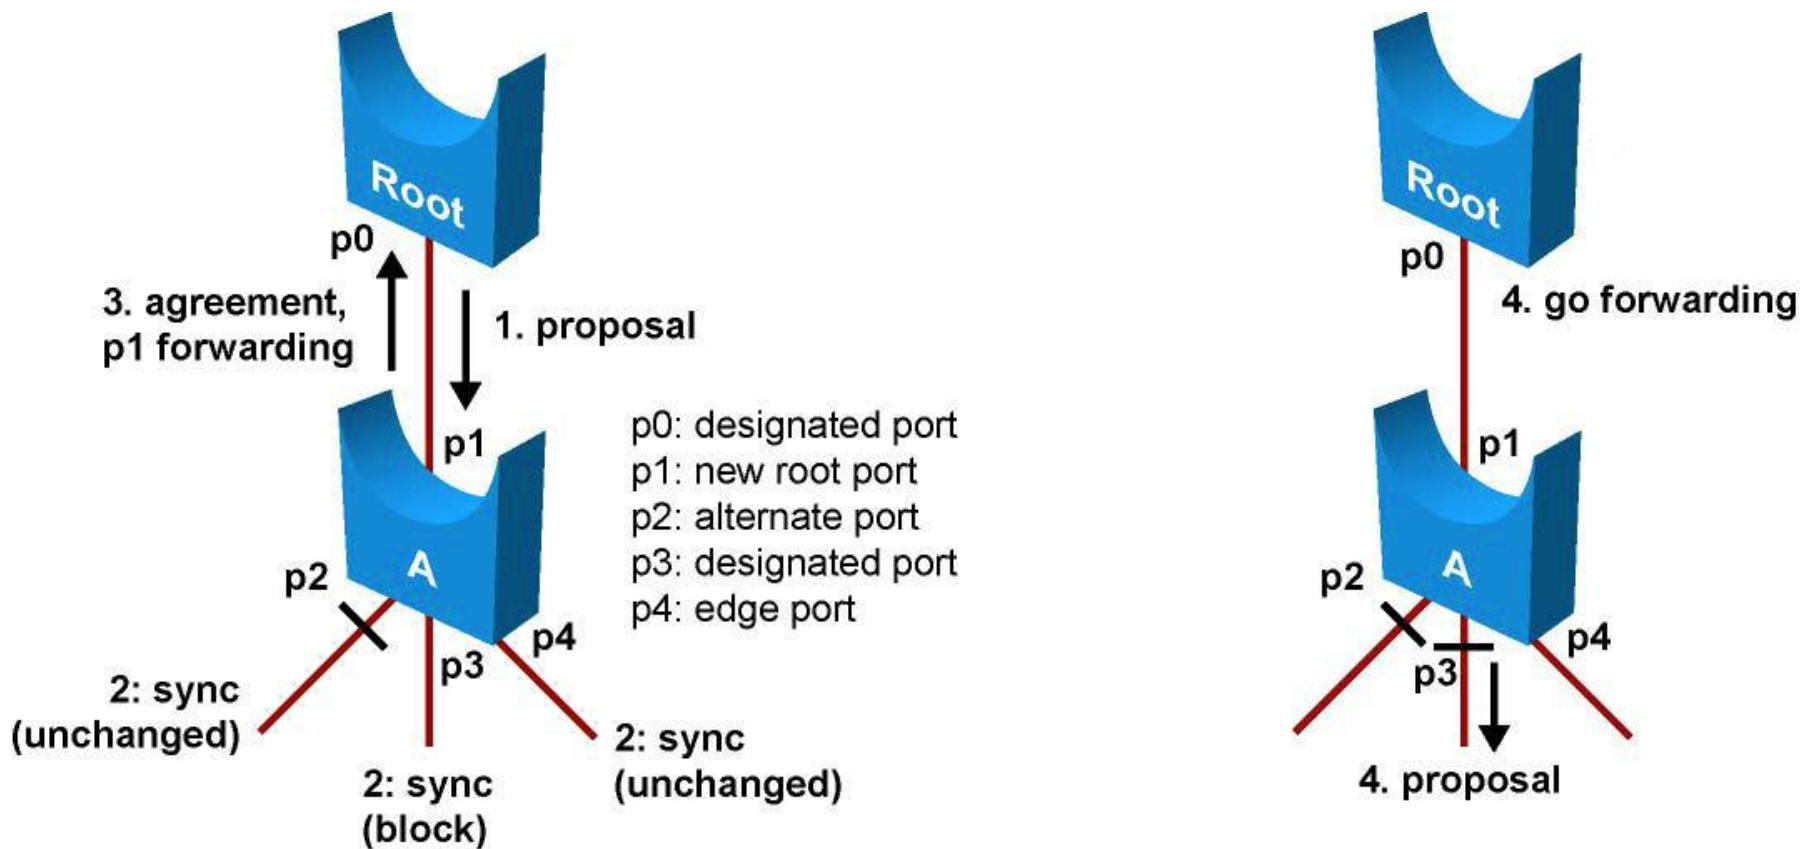 Root
p0
3. agreement,
p1 forwarding
1. proposal
p1
A
p2
p3
p4
2: sync
(unchanged)
2: sync
(block)
2: sync
(unchanged)
p0: designated port
p1: new root port
p2: alternate port
p3: designated port
p4: edge port
Root
p0
4. go forwarding
p1
A
p2
p3
p4
4. proposal